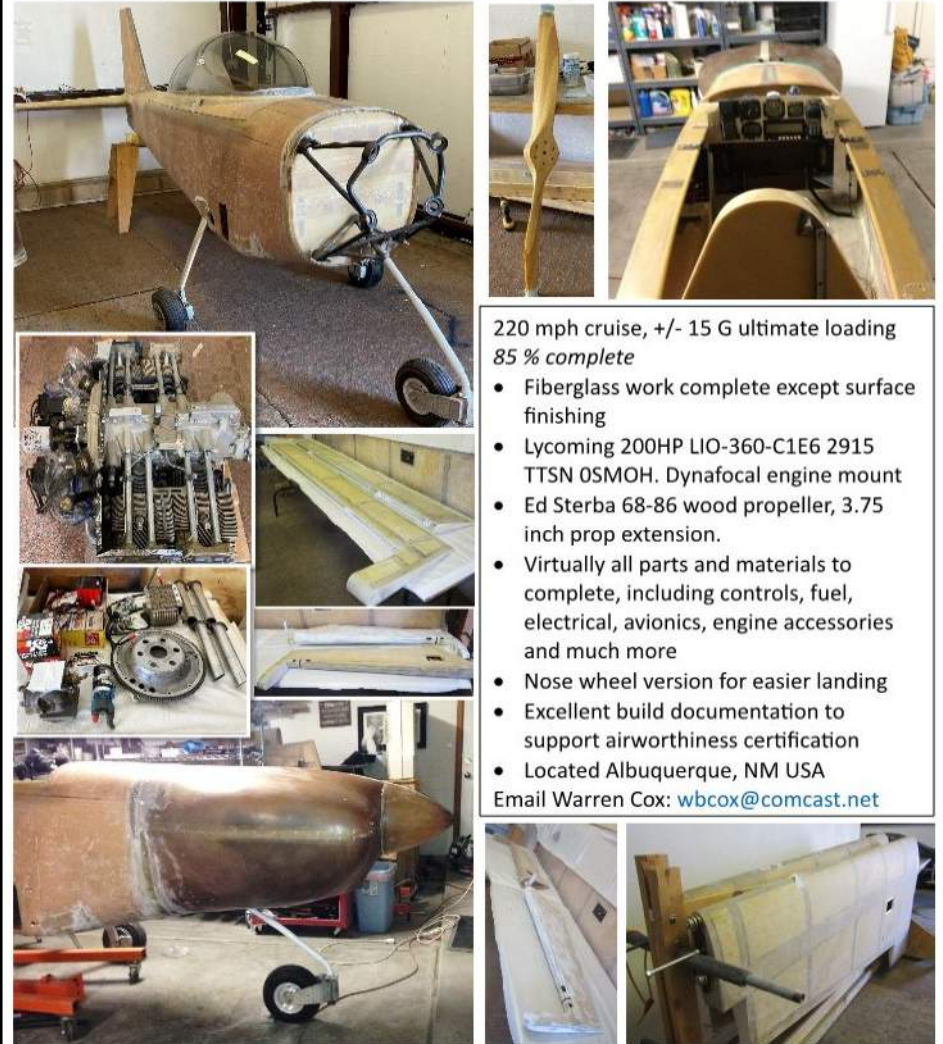 220 mph cruise, +/- 15 G ultimate loading
85 % complete
• Fiberglass work complete except surface
finishing
• Lycoming 200HP LIO-360-C1E6 2915
TTSN 0SMOH. Dynafocal engine mount
• Ed Sterba 68-86 wood propeller, 3.75
inch prop extension.
• Virtually all parts and materials to
complete, including controls, fuel,
electrical, avionics, engine accessories
and much more
• Nose wheel version for easier landing
• Excellent build documentation to
support airworthiness certification
• Located Albuquerque, NM USA
Email Warren Cox: wbcox@comcast.net